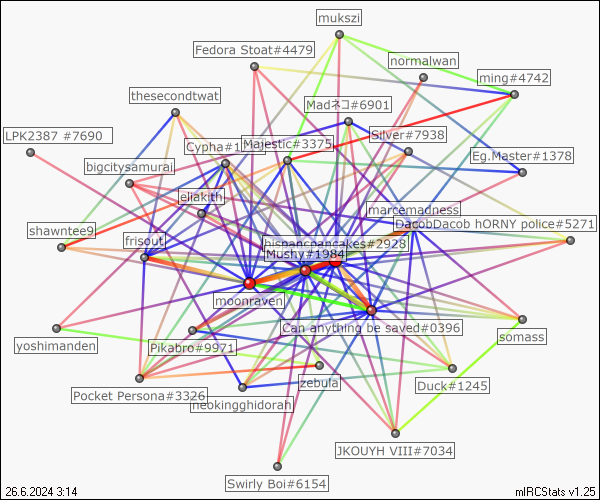 mukszi
Fedora Stoat#4479
normalwan
ming#4742
thesecondtwat
Madネコ#6901
LPK2387 #7690
Silver#7938
Majestic#3375
Eg.Master#1378
bigcitysamurai
eliakith
marcemadness
DacobDacob hORNY police#5271
shawntee9
frisout
hispancpancakes#2928
Mushy#1984
moonraven
Can anything be saved#0396
somass
yoshimanden
Pikabro#9971
zebula
Duck#1245
Pocket Persona#3326
neokingghidorah
JKOUYH VIII#7034
Swirly Boi#6154
26.6.2024 3:14
mIRCStats v1.25